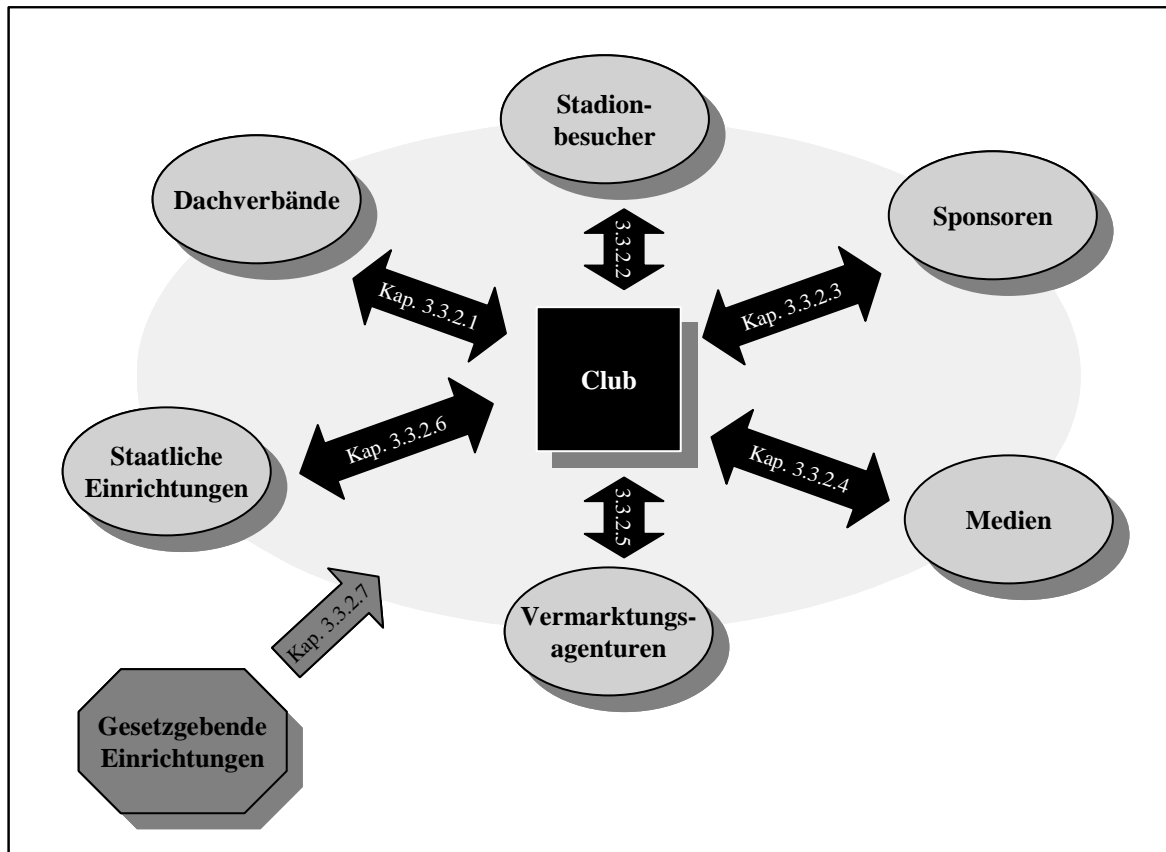 Stadion-
besucher
Dachverbände
Sponsoren
3.3.2.2
Kap. 3.3.2.1
Kap. 3.3.2.3
Club
Kap. 3.3.2.6
Kap. 3.3.2.4
Staatliche
Einrichtungen
3.3.2.5
Medien
Vermarktungs-
agenturen
Kap. 3.3.2.7
Gesetzgebende
Einrichtungen